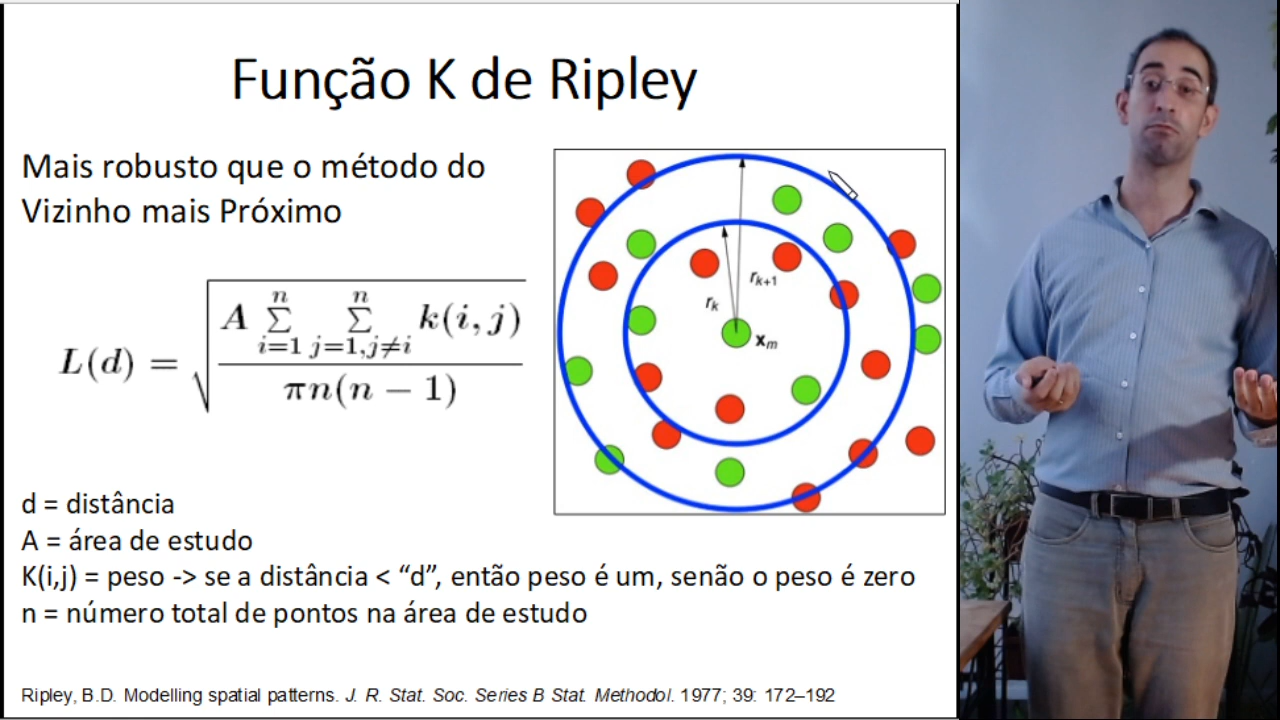 Função K de Ripley
Mais robusto que o método do
Vizinho mais Próximo
L(d) = √(A Σ_{i=1}^{n} Σ_{j=1,j≠i}^{n} k(i,j) / πn(n − 1))
r_{k+1}
r_k
x_m
d = distância
A = área de estudo
K(i,j) = peso -> se a distância < “d”, então peso é um, senão o peso é zero
n = número total de pontos na área de estudo
Ripley, B.D. Modelling spatial patterns. J. R. Stat. Soc. Series B Stat. Methodol. 1977; 39: 172–192